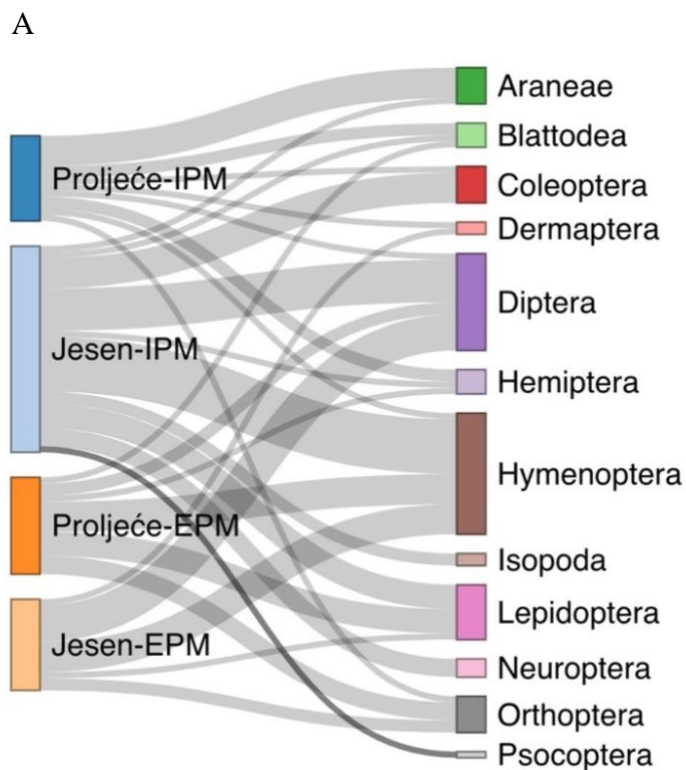 A
Proljeće-IPM
Jesen-IPM
Proljeće-EPM
Jesen-EPM
Araneae
Blattodea
Coleoptera
Dermaptera
Diptera
Hemiptera
Hymenoptera
Isopoda
Lepidoptera
Neuroptera
Orthoptera
Psocoptera